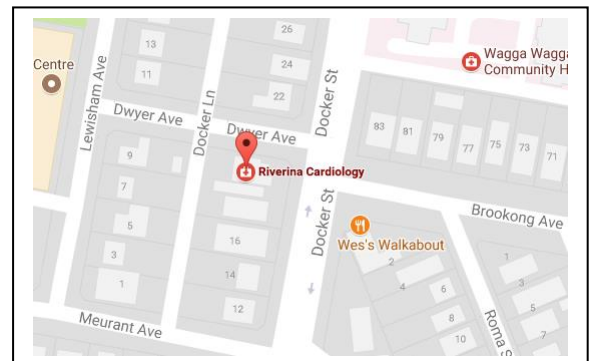 26
13
24
Centre
Wagga Wagga
Community H
11
22
Lewisham Ave
Docker Ln
Docker St
Dwyer Ave
Dwyer Ave
83
81
79
77
75
73
71
9
Riverina Cardiology
7
Docker St
Brookong Ave
5
16
Wes's Walkabout
3
2
1
14
4
6
3
1
12
8
5
Meurant Ave
10
Roma S
7